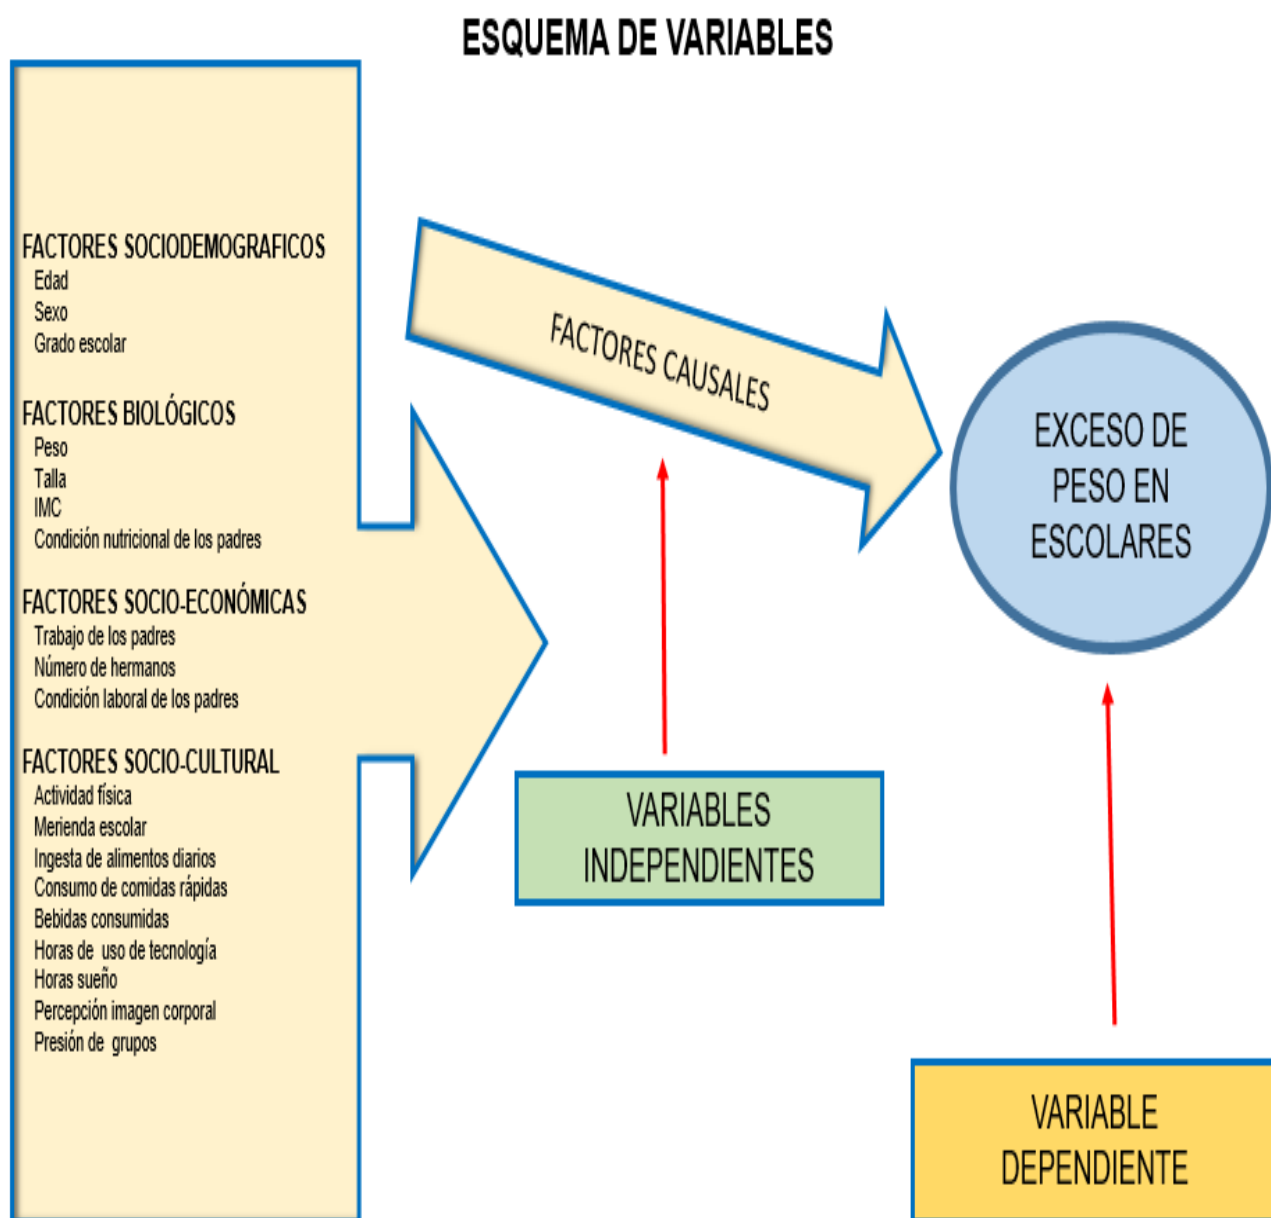 ESQUEMA DE VARIABLES
FACTORES SOCIODEMOGRAFICOS
Edad
Sexo
Grado escolar
FACTORES BIOLÓGICOS
Peso
Talla
IMC
Condición nutricional de los padres
FACTORES SOCIO-ECONÓMICAS
Trabajo de los padres
Número de hermanos
Condición laboral de los padres
FACTORES SOCIO-CULTURAL
Actividad física
Merienda escolar
Ingesta de alimentos diarios
Consumo de comidas rápidas
Bebidas consumidas
Horas de uso de tecnología
Horas sueño
Percepción imagen corporal
Presión de grupos
FACTORES CAUSALES
VARIABLES
INDEPENDIENTES
EXCESO DE
PESO EN
ESCOLARES
VARIABLE
DEPENDIENTE